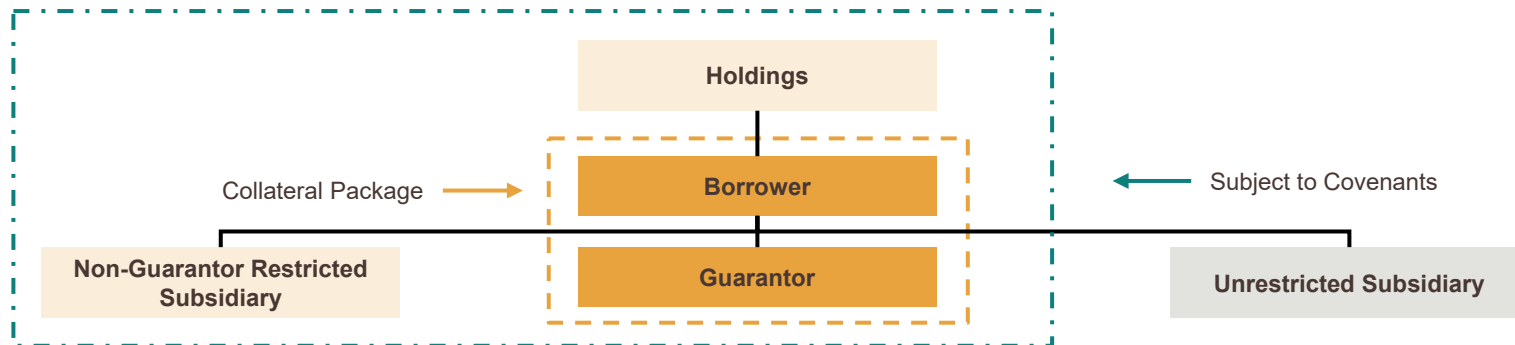 Holdings
Collateral Package
Borrower
Subject to Covenants
Non-Guarantor Restricted
Subsidiary
Guarantor
Unrestricted Subsidiary